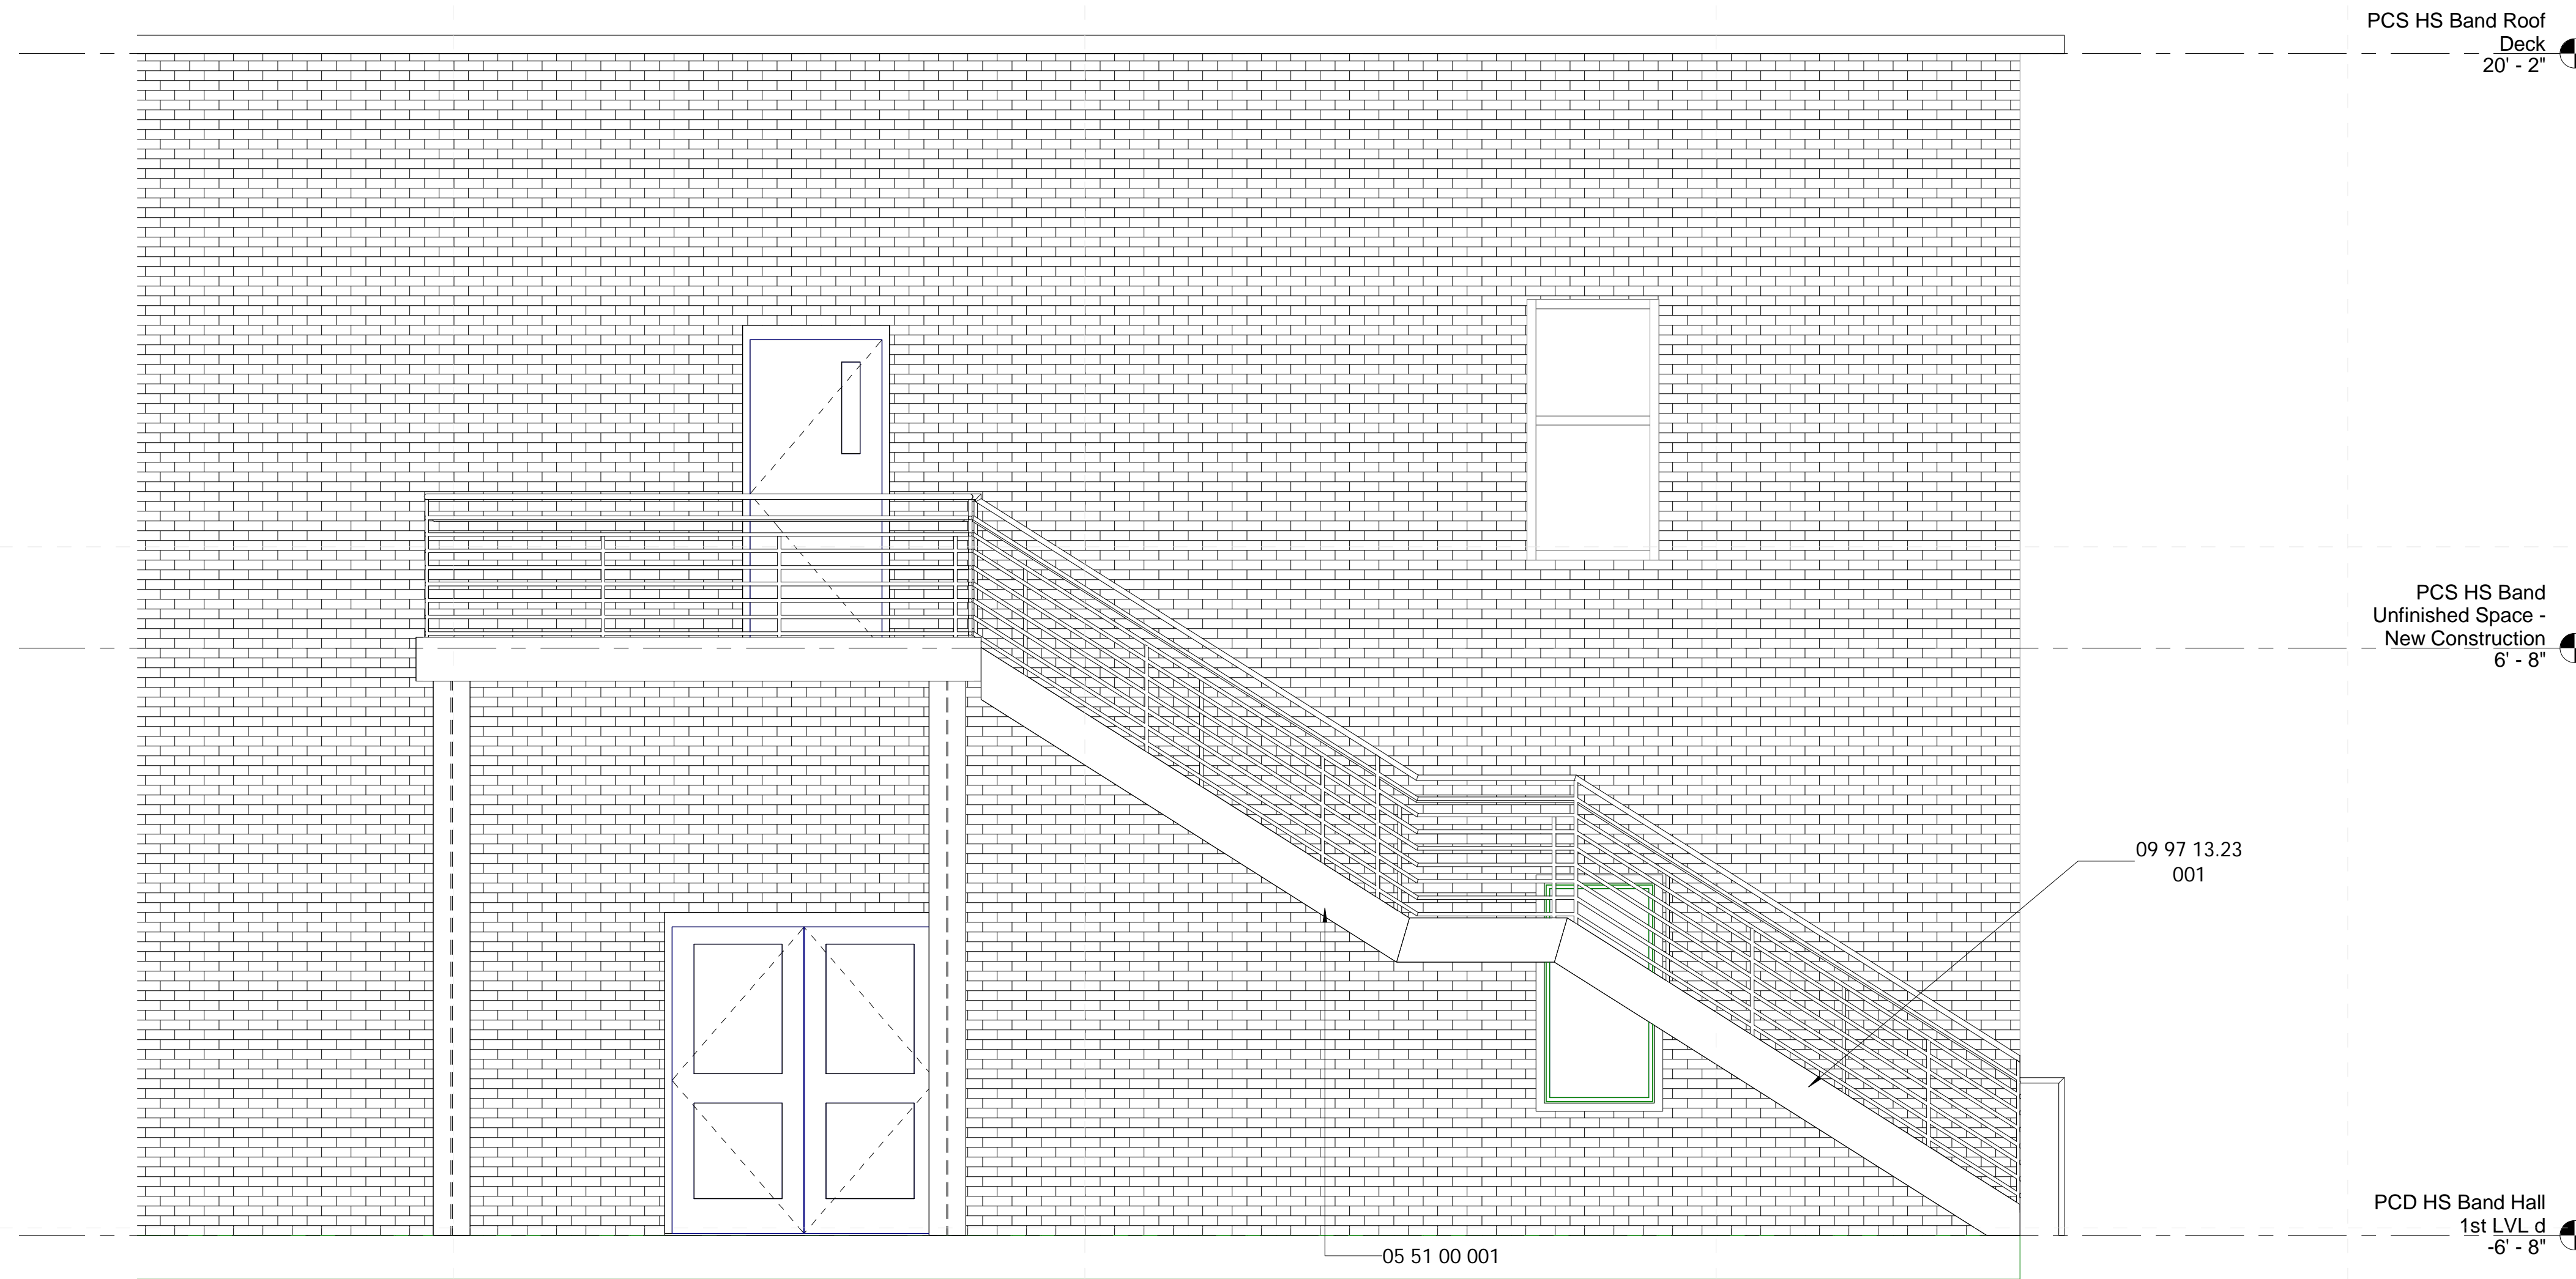 PCS HS Band Roof
Deck
20' - 2"
PCS HS Band
Unfinished Space -
New Construction
6' - 8"
09 97 13.23
001
PCD HS Band Hall
1st LVL d
-6' - 8"
05 51 00 001